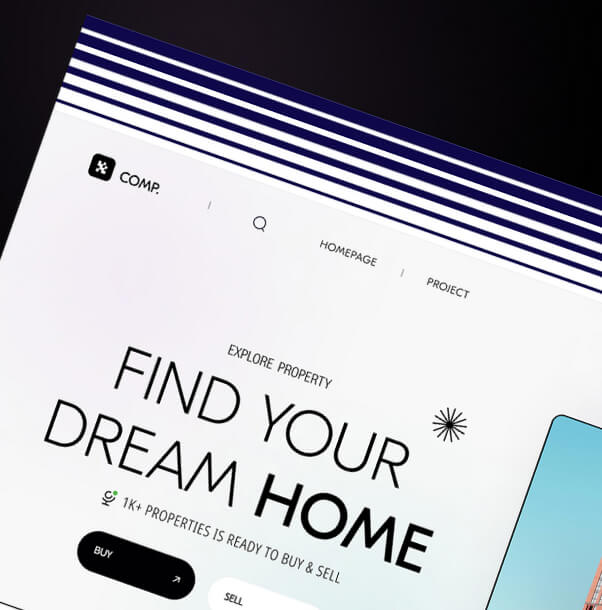 COMP.
HOMEPAGE
PROJECT
EXPLORE PROPERTY
FIND YOUR
DREAM HOME
1K+ PROPERTIES IS READY TO BUY & SELL
BUY
SELL